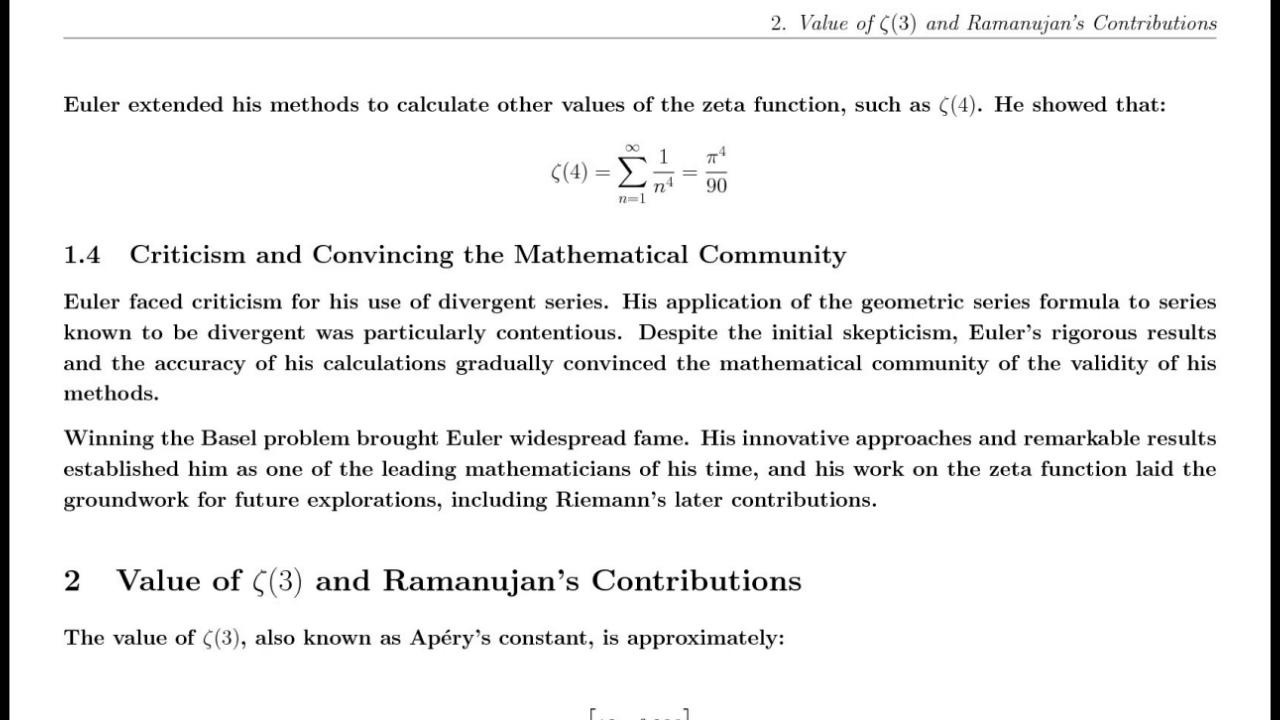 2. Value of ζ(3) and Ramanujan's Contributions
Euler extended his methods to calculate other values of the zeta function, such as ζ(4). He showed that:
ζ(4) = ∑_{n=1}^{∞} 1/n⁴ = π⁴/90
1.4 Criticism and Convincing the Mathematical Community
Euler faced criticism for his use of divergent series. His application of the geometric series formula to series
known to be divergent was particularly contentious. Despite the initial skepticism, Euler's rigorous results
and the accuracy of his calculations gradually convinced the mathematical community of the validity of his
methods.
Winning the Basel problem brought Euler widespread fame. His innovative approaches and remarkable results
established him as one of the leading mathematicians of his time, and his work on the zeta function laid the
groundwork for future explorations, including Riemann's later contributions.
2 Value of ζ(3) and Ramanujan's Contributions
The value of ζ(3), also known as Apéry's constant, is approximately: